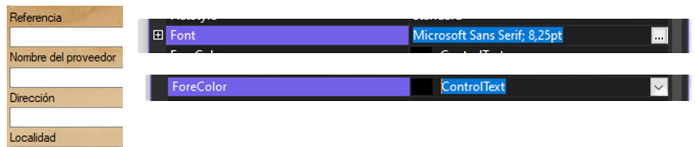 Referencia
Nombre del proveedor
Dirección
Localidad
Font Microsoft Sans Serif; 8,25pt ...
ForeColor ControlText